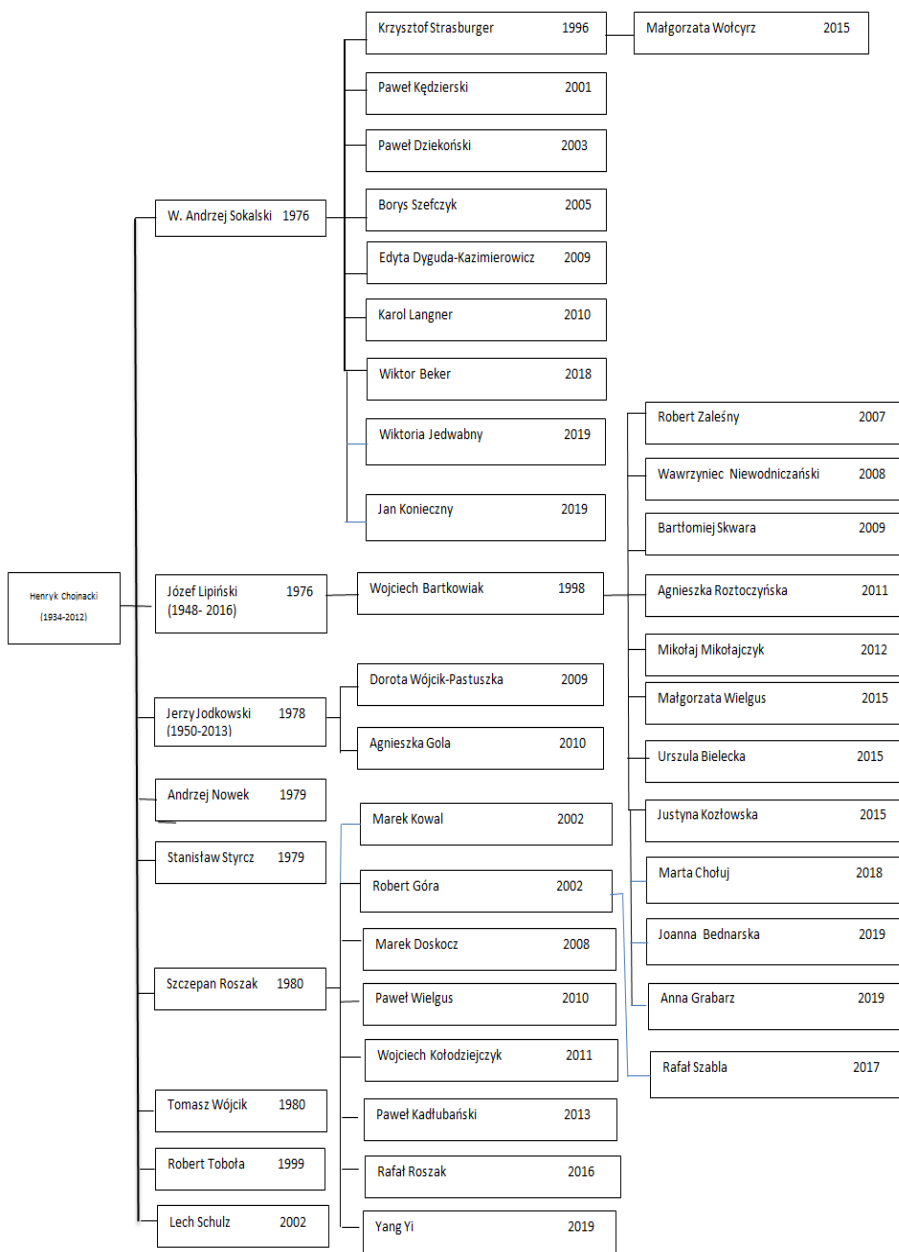 Krzysztof Strasburger 1996
Małgorzata Wołcyrz 2015
Paweł Kędzierski 2001
Paweł Dziekoński 2003
W. Andrzej Sokalski 1976
Borys Szefczyk 2005
Edyta Dyguda-Kazimierowicz 2009
Karol Langner 2010
Wiktor Beker 2018
Wiktoria Jedwabny 2019
Jan Konieczny 2019
Robert Zaleśny 2007
Wawrzyniec Niewodniczański 2008
Bartłomiej Skwara 2009
Henryk Chojnacki
(1934-2012)
Józef Lipiński 1976
(1948- 2016)
Wojciech Bartkowiak 1998
Agnieszka Roztoczyńska 2011
Mikołaj Mikołajczyk 2012
Małgorzata Wielgus 2015
Urszula Bielecka 2015
Justyna Kozłowska 2015
Marta Chołuj 2018
Joanna Bednarska 2019
Anna Grabarz 2019
Jerzy Jodkowski 1978
(1950-2013)
Dorota Wójcik-Pastuszka 2009
Agnieszka Gola 2010
Andrzej Nowek 1979
Stanisław Styrcz 1979
Szczepan Roszak 1980
Marek Kowal 2002
Robert Góra 2002
Rafał Szabla 2017
Marek Doskocz 2008
Paweł Wielgus 2010
Wojciech Kołodziejczyk 2011
Paweł Kadłubański 2013
Rafał Roszak 2016
Yang Yi 2019
Tomasz Wójcik 1980
Robert Toboła 1999
Lech Schulz 2002